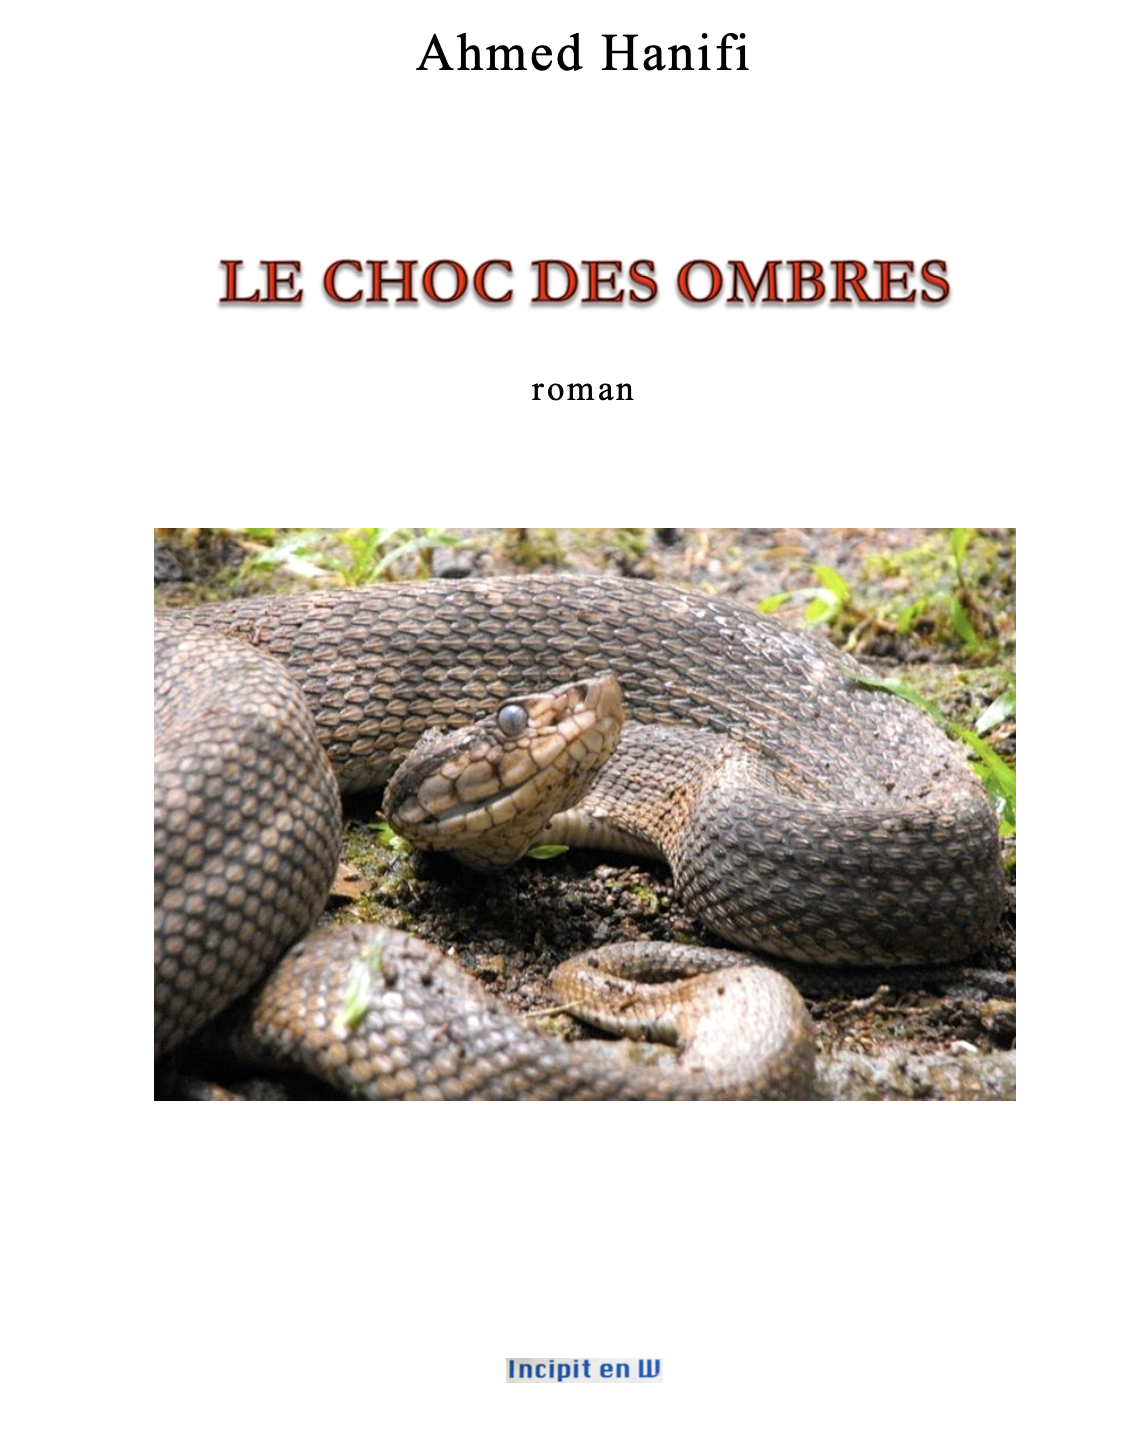 Ahmed Hanifi
LE CHOC DES OMBRES
roman
Incipit en W